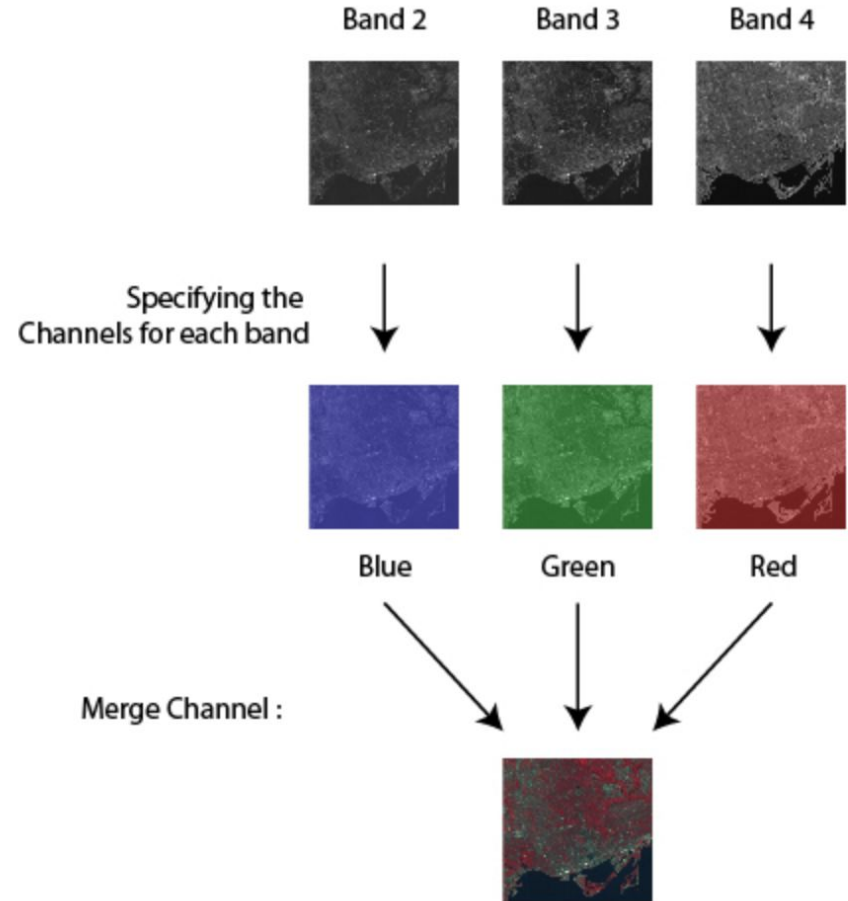 Band 2
Band 3
Band 4
Specifying the
Channels for each band
Blue
Green
Red
Merge Channel :